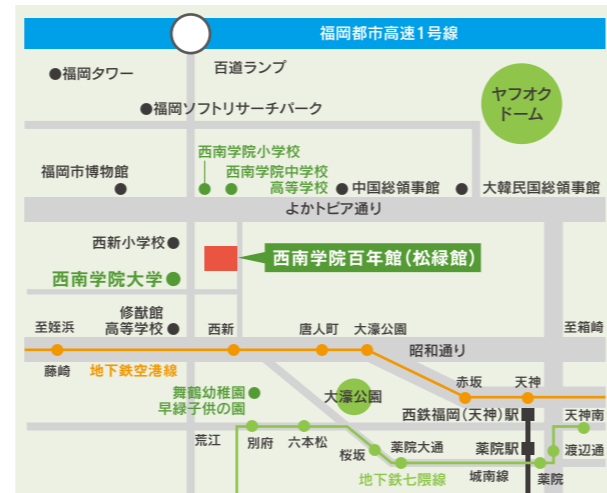 福岡都市高速1号線
福岡タワー
百道ランプ
福岡ソフトリサーチパーク
ヤフオク
ドーム
西南学院小学校
福岡市博物館
西南学院中学校
高等学校
中国総領事館
大韓民国総領事館
よかトピア通り
西新小学校
西南学院百年館(松緑館)
西南学院大学
修猷館
高等学校
至姪浜
西新
唐人町
大濠公園
至箱崎
昭和通り
藤崎
地下鉄空港線
赤坂
天神
舞鶴幼稚園
早緑子供の園
大濠公園
西鉄福岡(天神)駅
天神南
荒江
別府
六本松
桜坂
薬院大通
薬院駅
渡辺通
地下鉄七隈線
城南線
薬院